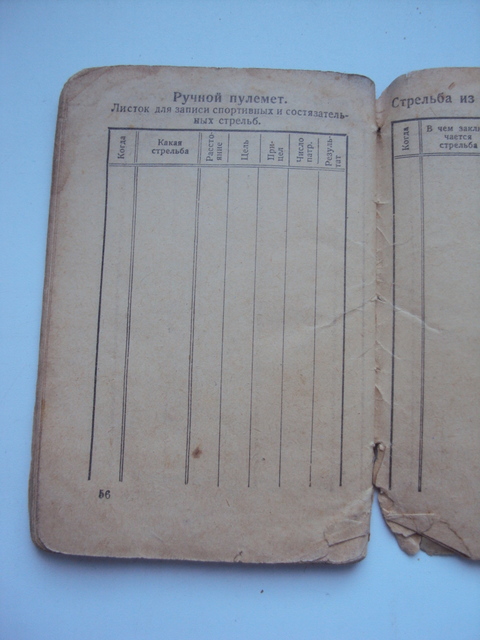 Ручной пулемет.
Листок для записи спортивных и состязатель-
ных стрельб.
Когда
Какая
стрельба
Рассто-
яние
Цель
При-
цел
Число
патр.
Резуль-
тат
56
Стрельба из
Когда
В чем заклю-
чается
стрельба